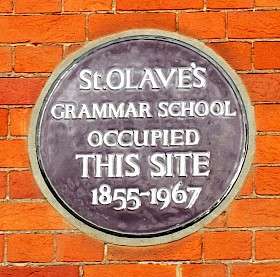 St. OLAVE'S
GRAMMAR SCHOOL
OCCUPIED
THIS SITE
1855-1967